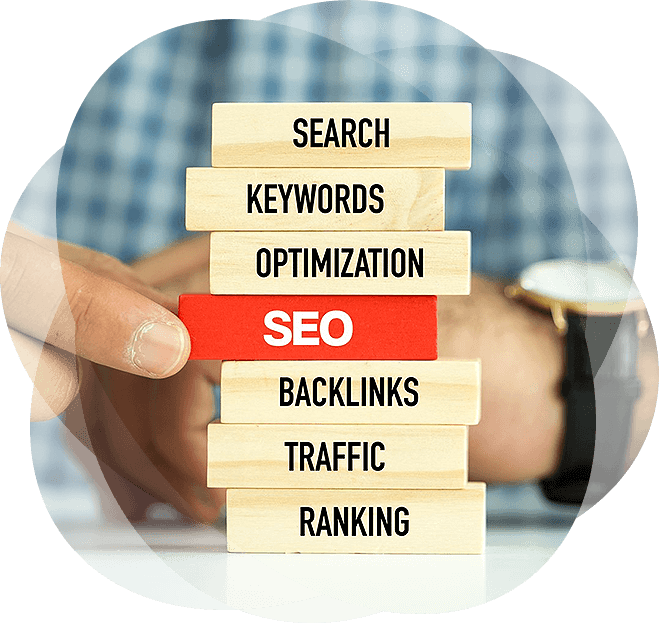 SEARCH
KEYWORDS
OPTIMIZATION
SEO
BACKLINKS
TRAFFIC
RANKING